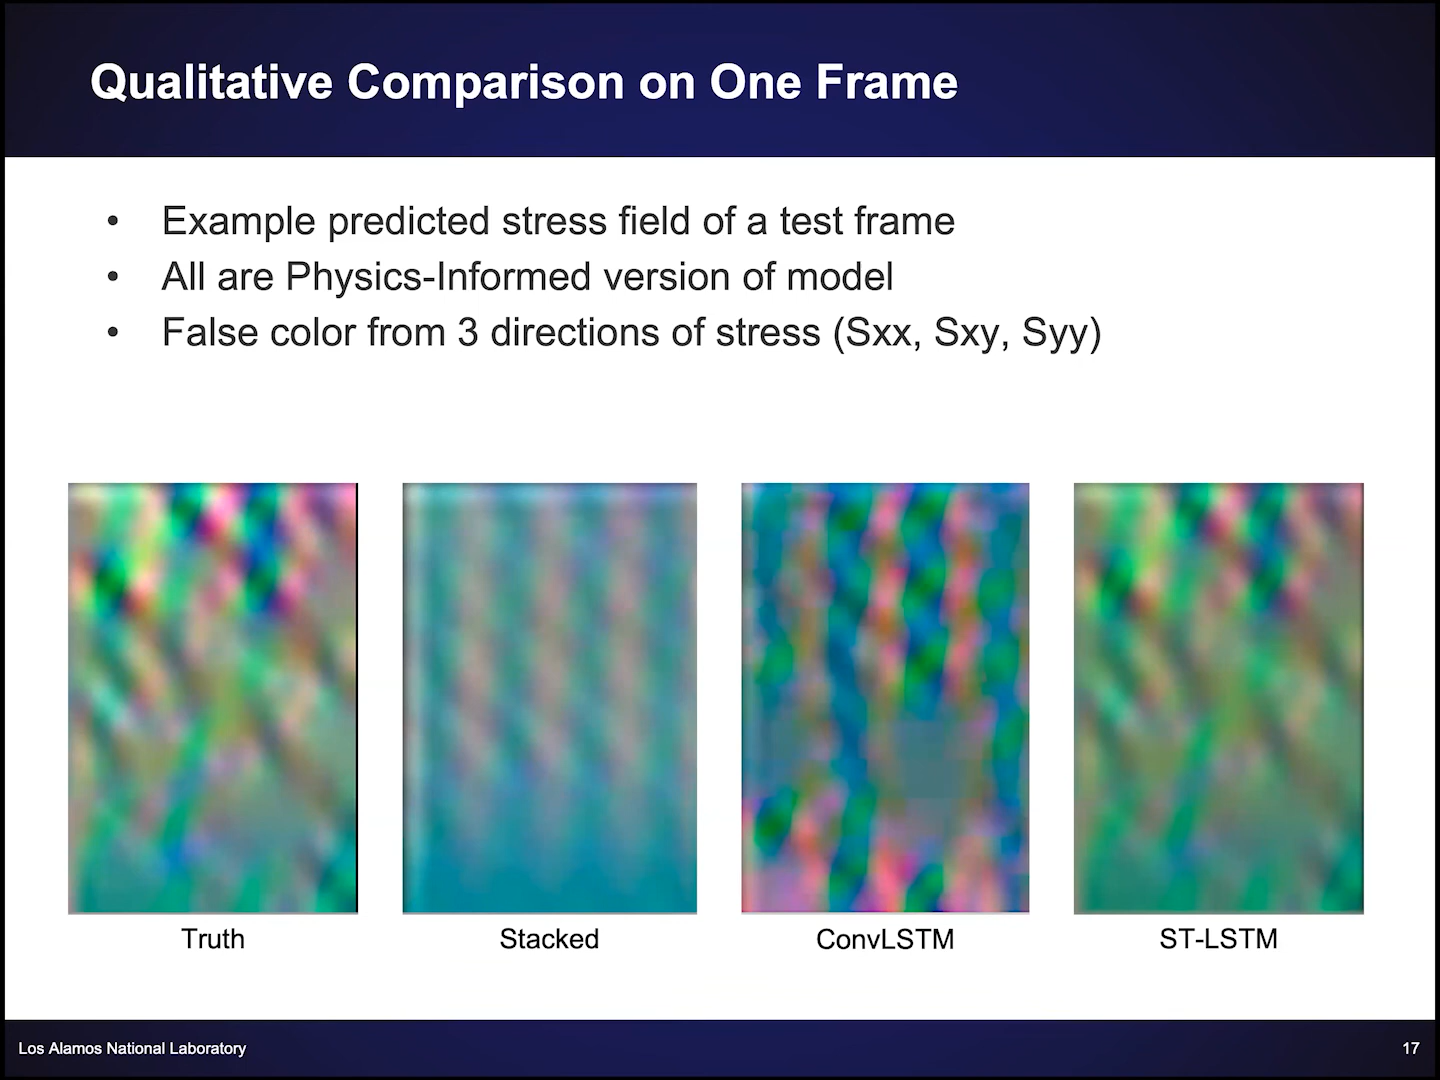 Qualitative Comparison on One Frame
• Example predicted stress field of a test frame
• All are Physics-Informed version of model
• False color from 3 directions of stress (Sxx, Sxy, Syy)
Truth
Stacked
ConvLSTM
ST-LSTM
Los Alamos National Laboratory
17